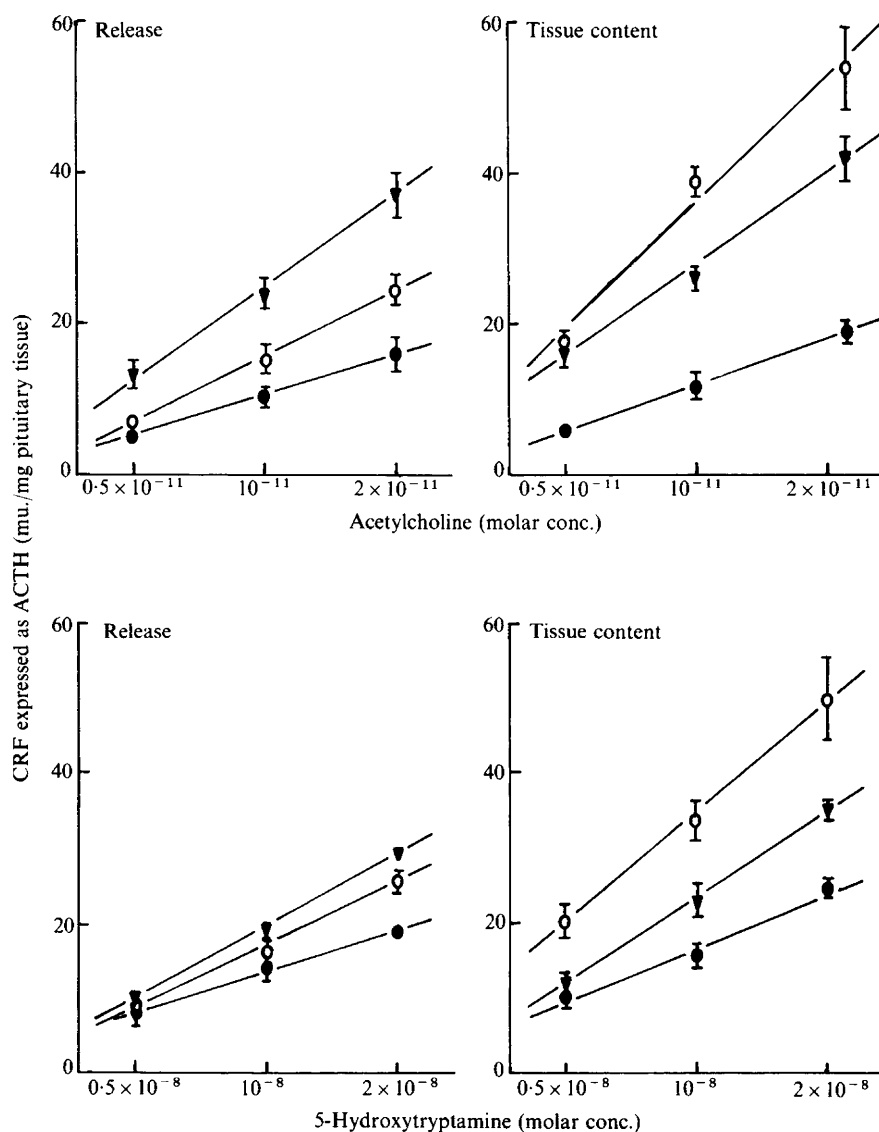 CRF expressed as ACTH (mu./mg pituitary tissue)
Release
60
40
20
0
0·5 × 10⁻¹¹ 10⁻¹¹ 2 × 10⁻¹¹
Tissue content
60
40
20
0
0·5 × 10⁻¹¹ 10⁻¹¹ 2 × 10⁻¹¹
Acetylcholine (molar conc.)
Release
60
40
20
0
0·5 × 10⁻⁸ 10⁻⁸ 2 × 10⁻⁸
Tissue content
60
40
20
0
0·5 × 10⁻⁸ 10⁻⁸ 2 × 10⁻⁸
5-Hydroxytryptamine (molar conc.)